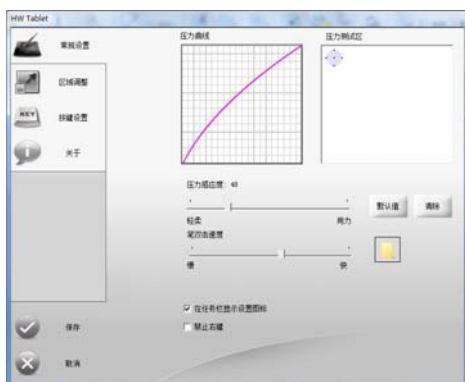 HW Tablet
常规设置
区域调整
KEY
按键设置
i
关于
保存
取消
压力曲线
压力测试区
压力感应度: 40
轻柔
用力
默认值
清除
笔双击速度
慢
快
在任务栏显示设置图标
禁止右键